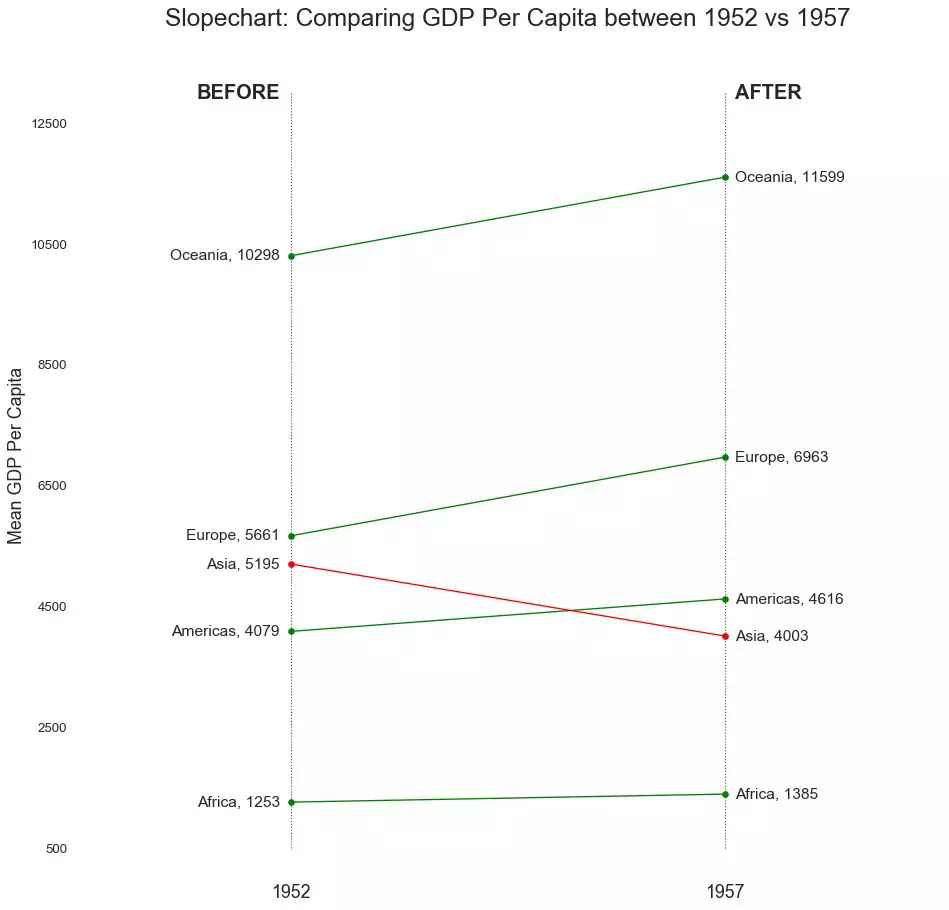 Slopechart: Comparing GDP Per Capita between 1952 vs 1957
BEFORE
AFTER
12500
Oceania, 11599
10500
Oceania, 10298
8500
Mean GDP Per Capita
Europe, 6963
6500
Europe, 5661
Asia, 5195
4500
Americas, 4616
Americas, 4079
Asia, 4003
2500
Africa, 1253
Africa, 1385
500
1952
1957